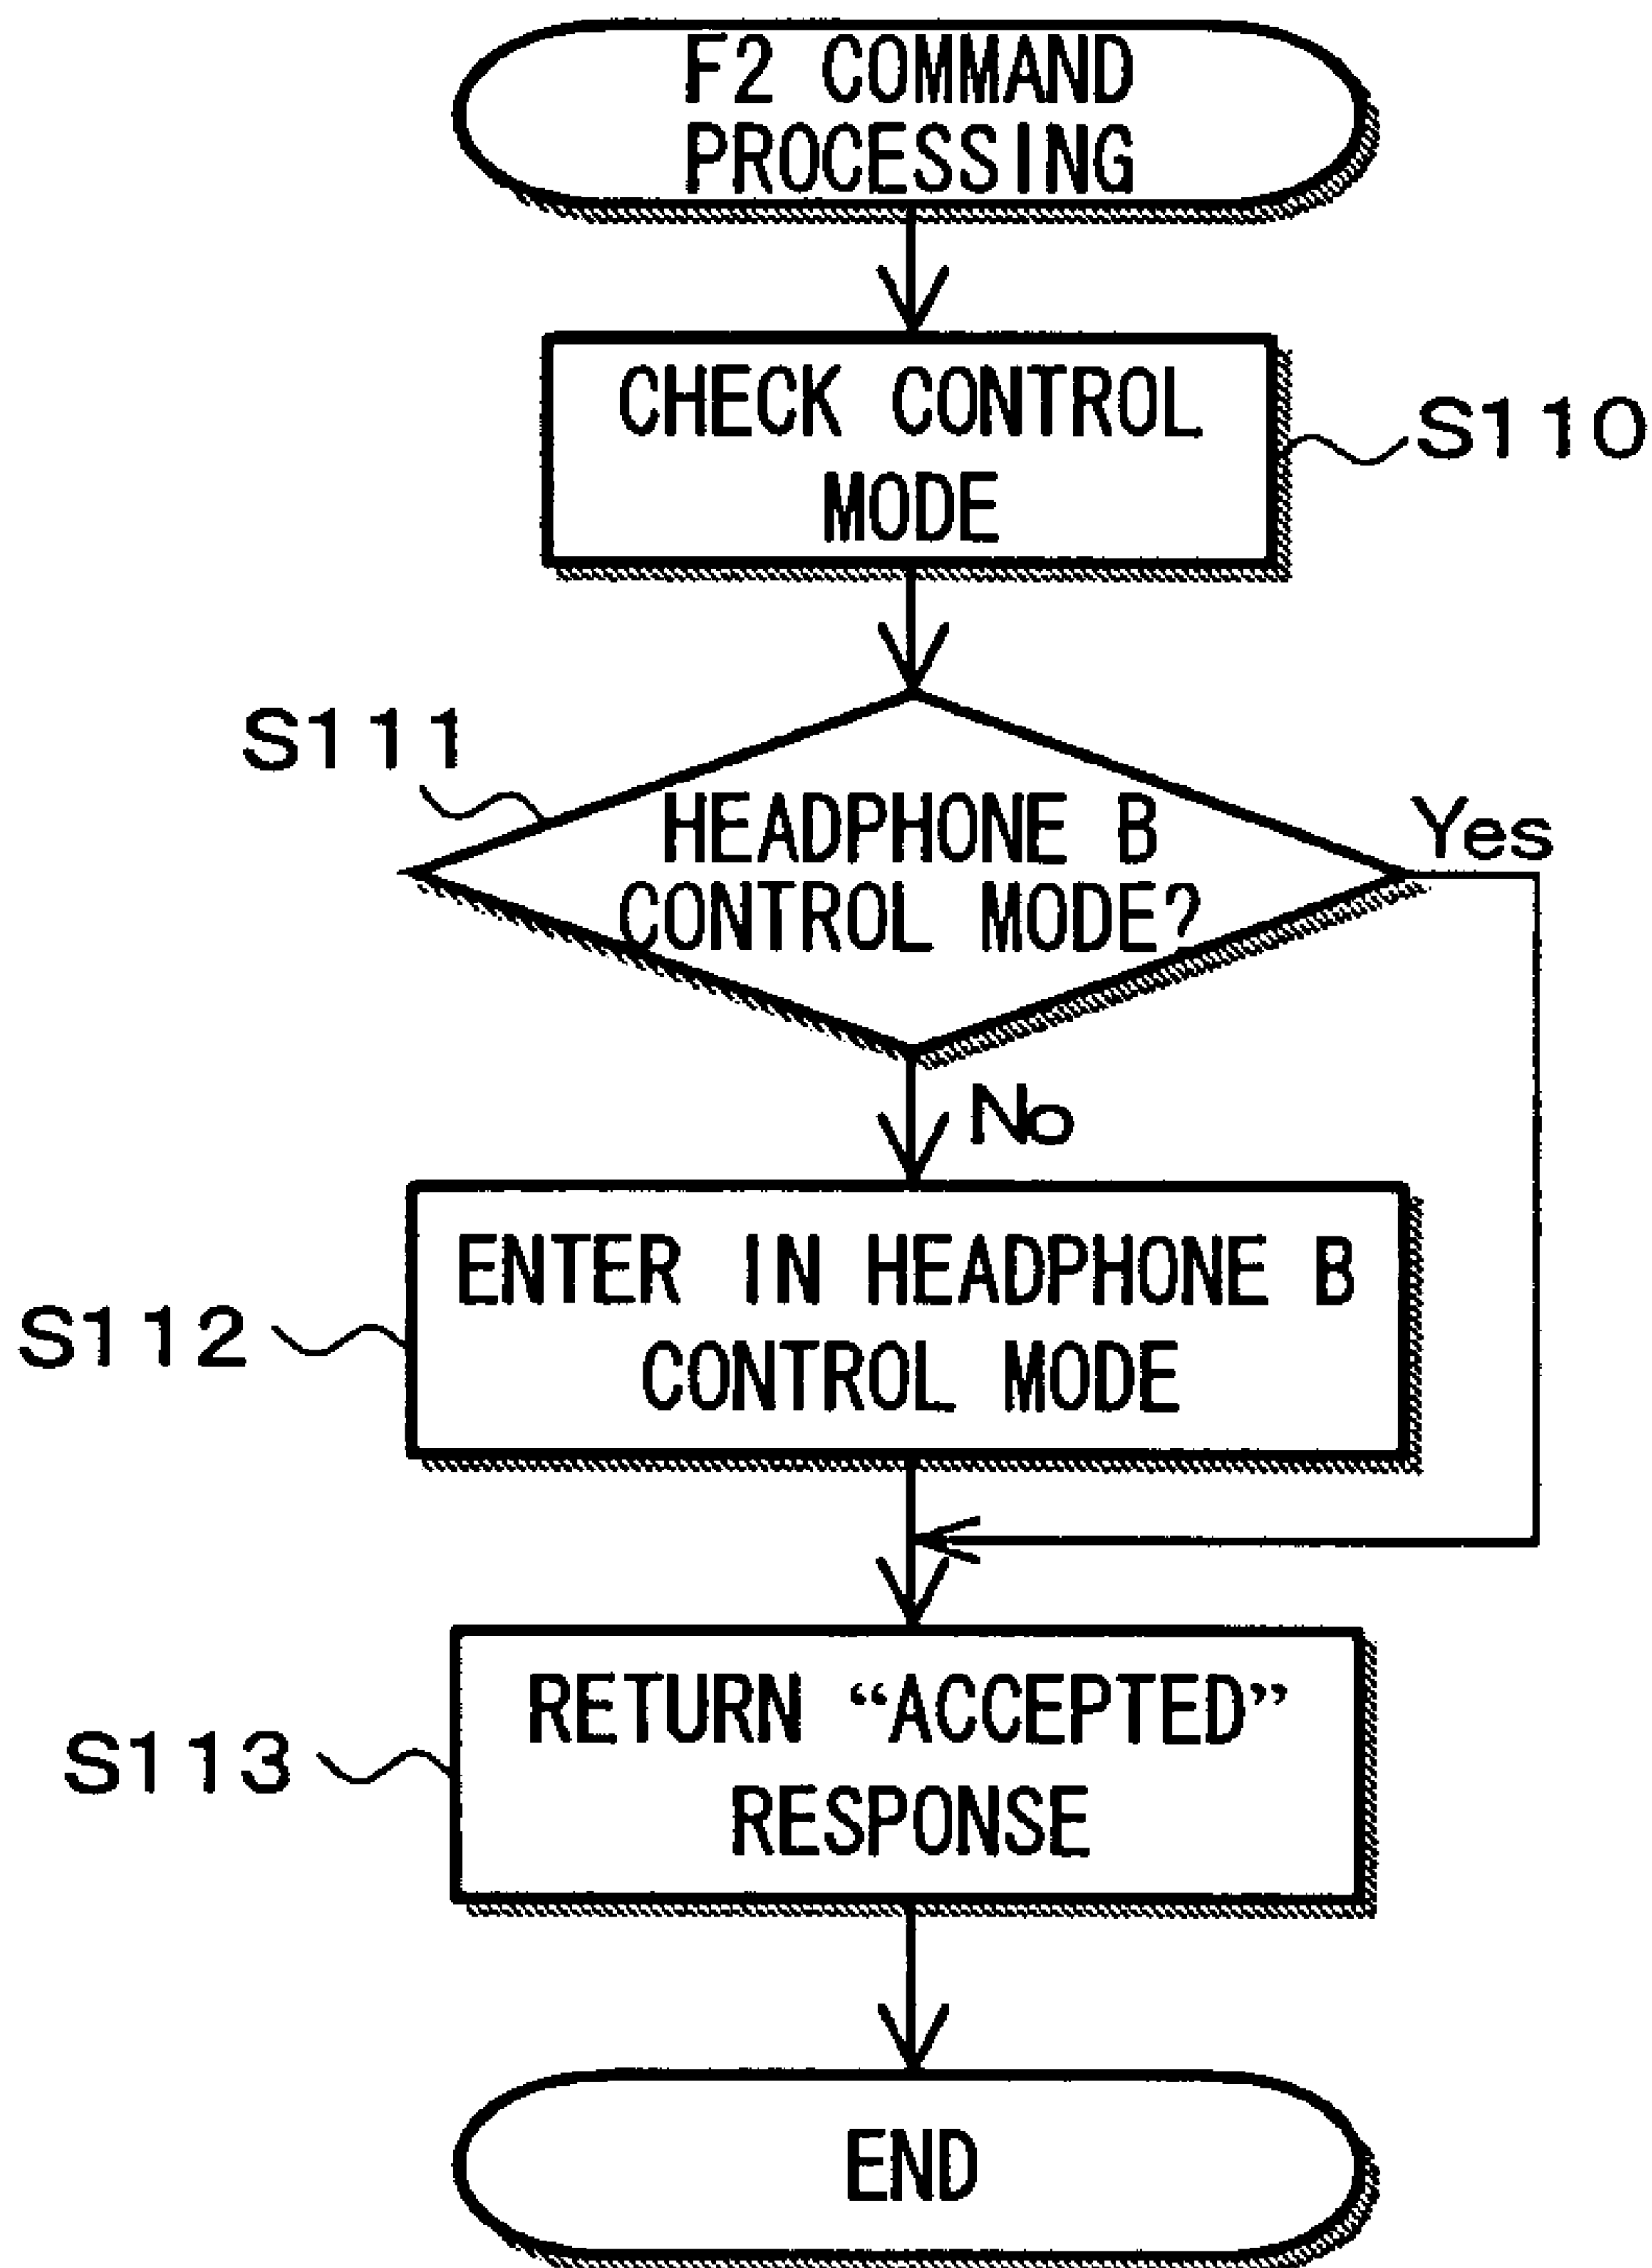 F2 COMMAND
PROCESSING
CHECK CONTROL
MODE
S110
S111
HEADPHONE B
CONTROL MODE?
Yes
No
ENTER IN HEADPHONE B
CONTROL MODE
S112
RETURN “ACCEPTED”
RESPONSE
S113
END